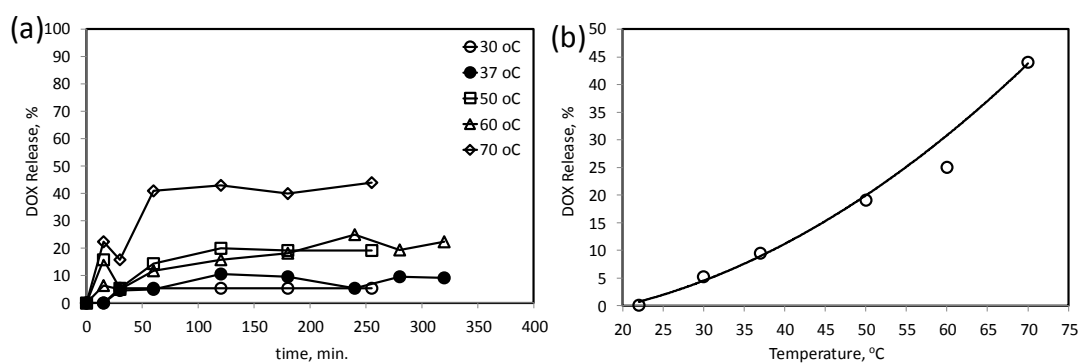 (a)
100
90
80
70
60
50
40
30
20
10
0
DOX Release, %
0 50 100 150 200 250 300 350 400
time, min.
30 oC
37 oC
50 oC
60 oC
70 oC
(b)
50
45
40
35
30
25
20
15
10
5
0
DOX Release, %
20 25 30 35 40 45 50 55 60 65 70 75
Temperature, ºC